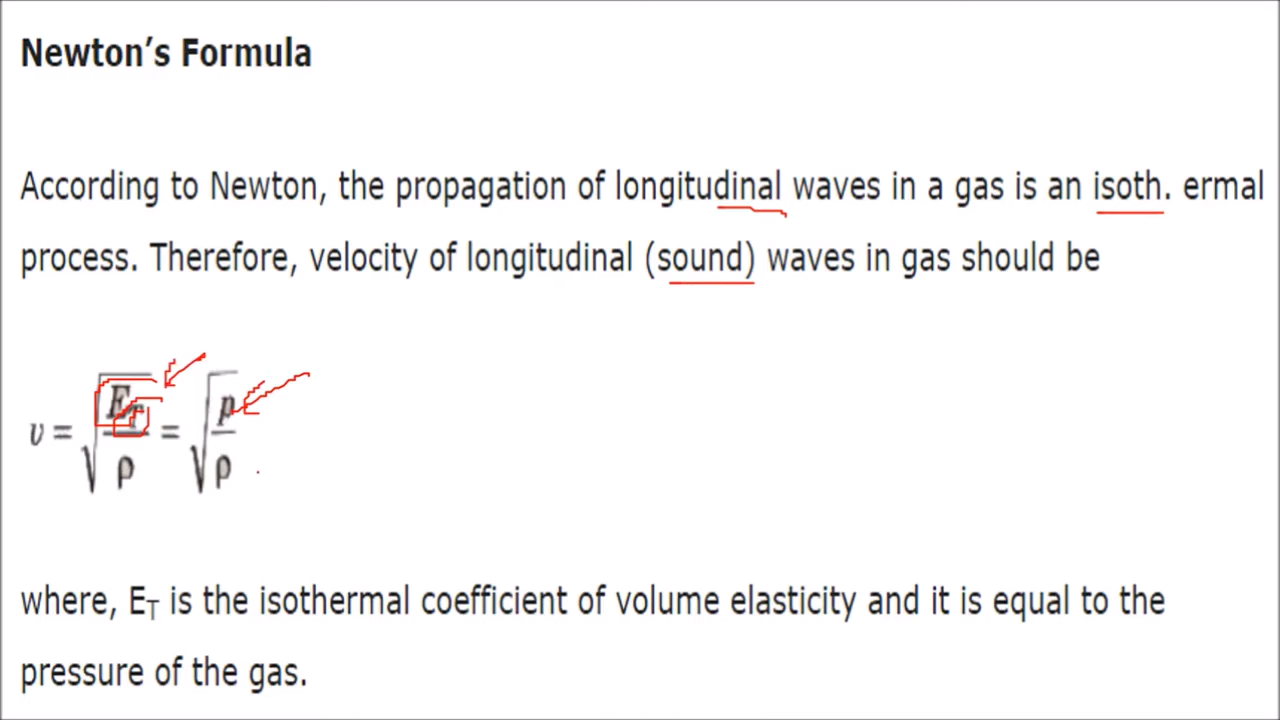 Newton’s Formula
According to Newton, the propagation of longitudinal waves in a gas is an isoth. ermal
process. Therefore, velocity of longitudinal (sound) waves in gas should be
υ = √(E_T/ρ) = √(p/ρ)
where, E_T is the isothermal coefficient of volume elasticity and it is equal to the
pressure of the gas.